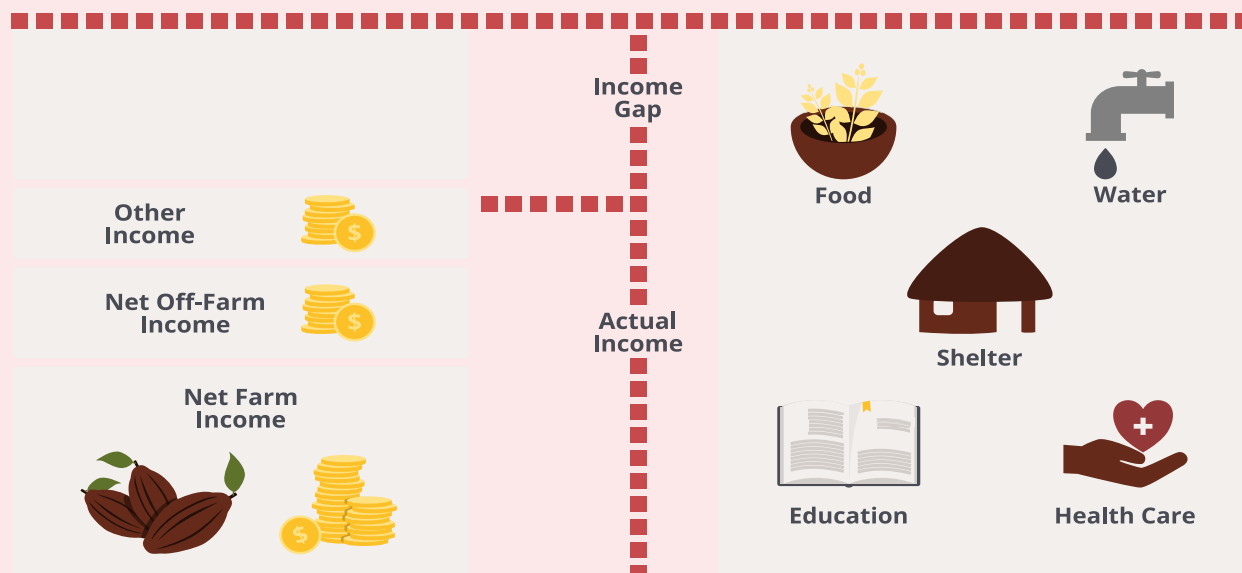 Income
Gap
Other
Income
Net Off-Farm
Income
Net Farm
Income
Actual
Income
Food
Water
Shelter
Education
Health Care